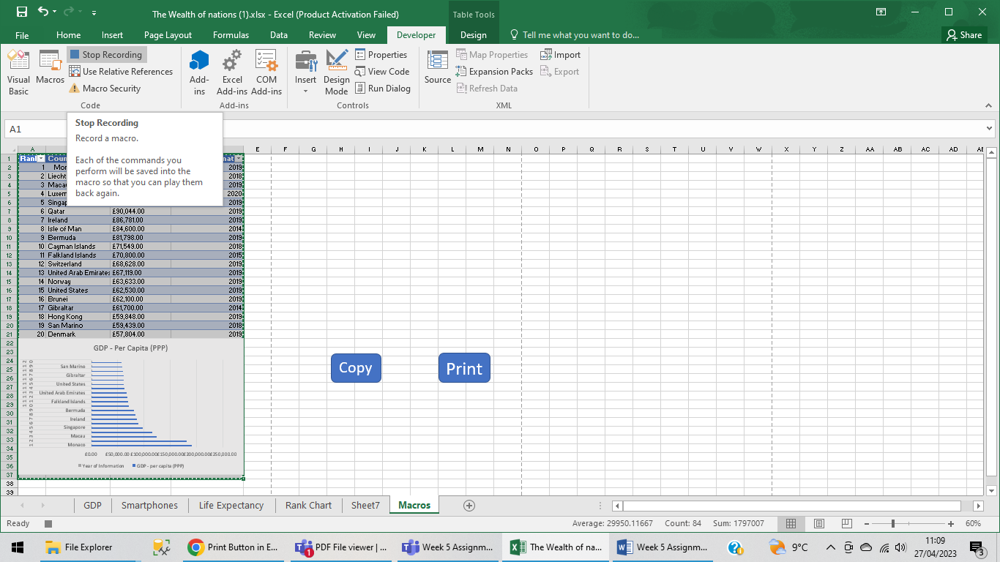 The Wealth of nations (1).xlsx - Excel (Product Activation Failed)
Table Tools
File Home Insert Page Layout Formulas Data Review View Developer Design Tell me what you want to do... Share
Visual Basic
Macros
Stop Recording
Use Relative References
Macro Security
Code
Add-ins
Excel Add-ins
COM Add-ins
Add-ins
Insert
Design Mode
Properties
View Code
Run Dialog
Controls
Source
Map Properties
Expansion Packs
Refresh Data
Import
Export
XML
A1
Stop Recording
Record a macro.
Each of the commands you
perform will be saved into the
macro so that you can play them
back again.
A E F G H I J K L M N O P Q R S T U V W X Y Z AA AB AC AD AE
1 Rank Coun mat
2 1 Mon 2019
3 2 Liecht 2018
4 3 Macau 2019
5 4 Luxem 2020
6 5 Singap 2019
7 6 Qatar £90,044.00 2019
8 7 Ireland £86,781.00 2019
9 8 Isle of Man £84,600.00 2014
10 9 Bermuda £81,798.00 2019
11 10 Cayman Islands £71,549.00 2018
12 11 Falkland Islands £70,800.00 2015
13 12 Switzerland £68,628.00 2019
14 13 United Arab Emirates £67,119.00 2019
15 14 Norway £63,633.00 2019
16 15 United States £62,530.00 2019
17 16 Brunei £62,100.00 2019
18 17 Gibraltar £61,700.00 2014
19 18 Hong Kong £59,848.00 2019
20 19 San Marino £59,439.00 2018
21 20 Denmark £57,804.00 2019
22
23
24
25
26
27
28
29
30
31
32
33
34
35
36
37
38
39
GDP - Per Capita (PPP)
San Marino
Gibraltar
United States
United Arab Emirates
Falkland Islands
Bermuda
Ireland
Singapore
Macau
Monaco
£0.00 £50,000.00 £100,000.00 £150,000.00 £200,000.00 £250,000.00
Year of Information GDP - per capita (PPP)
Copy
Print
GDP Smartphones Life Expectancy Rank Chart Sheet7 Macros
Ready Average: 29950.11667 Count: 84 Sum: 1797007 60%
File Explorer
Print Button in E...
1
PDF File viewer | ...
Week 5 Assignm...
The Wealth of na...
Week 5 Assignm...
9°C
11:09
27/04/2023
3